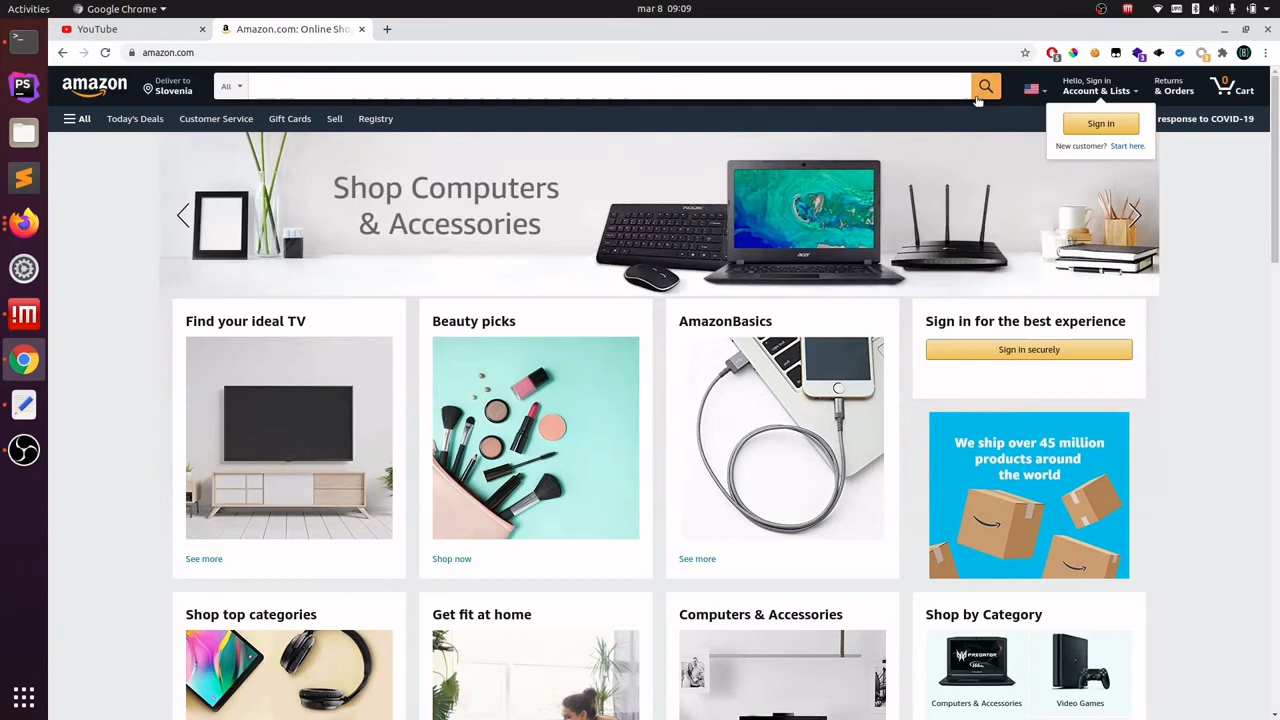 Activities
Google Chrome
mar 8 09:09
YouTube
Amazon.com: Online Sho
amazon.com
amazon
Deliver to
Slovenia
All
Hello, Sign in
Account & Lists
Returns
& Orders
0
Cart
All
Today's Deals
Customer Service
Gift Cards
Sell
Registry
response to COVID-19
Sign in
New customer? Start here.
Shop Computers
& Accessories
Find your ideal TV
Beauty picks
AmazonBasics
Sign in for the best experience
Sign in securely
We ship over 45 million
products around
the world
See more
Shop now
See more
Shop top categories
Get fit at home
Computers & Accessories
Shop by Category
PREDATOR
Computers & Accessories
Video Games